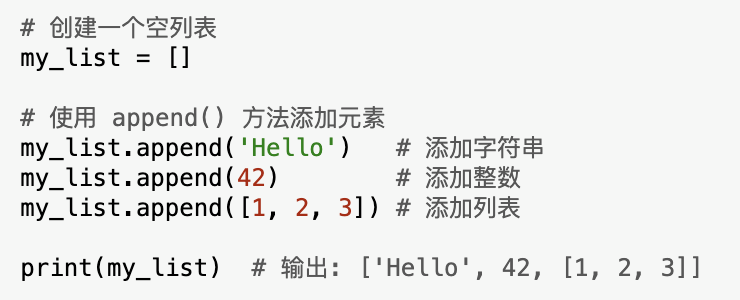 # 创建一个空列表
my_list = []
# 使用 append() 方法添加元素
my_list.append('Hello')   # 添加字符串
my_list.append(42)        # 添加整数
my_list.append([1, 2, 3]) # 添加列表
print(my_list)  # 输出: ['Hello', 42, [1, 2, 3]]